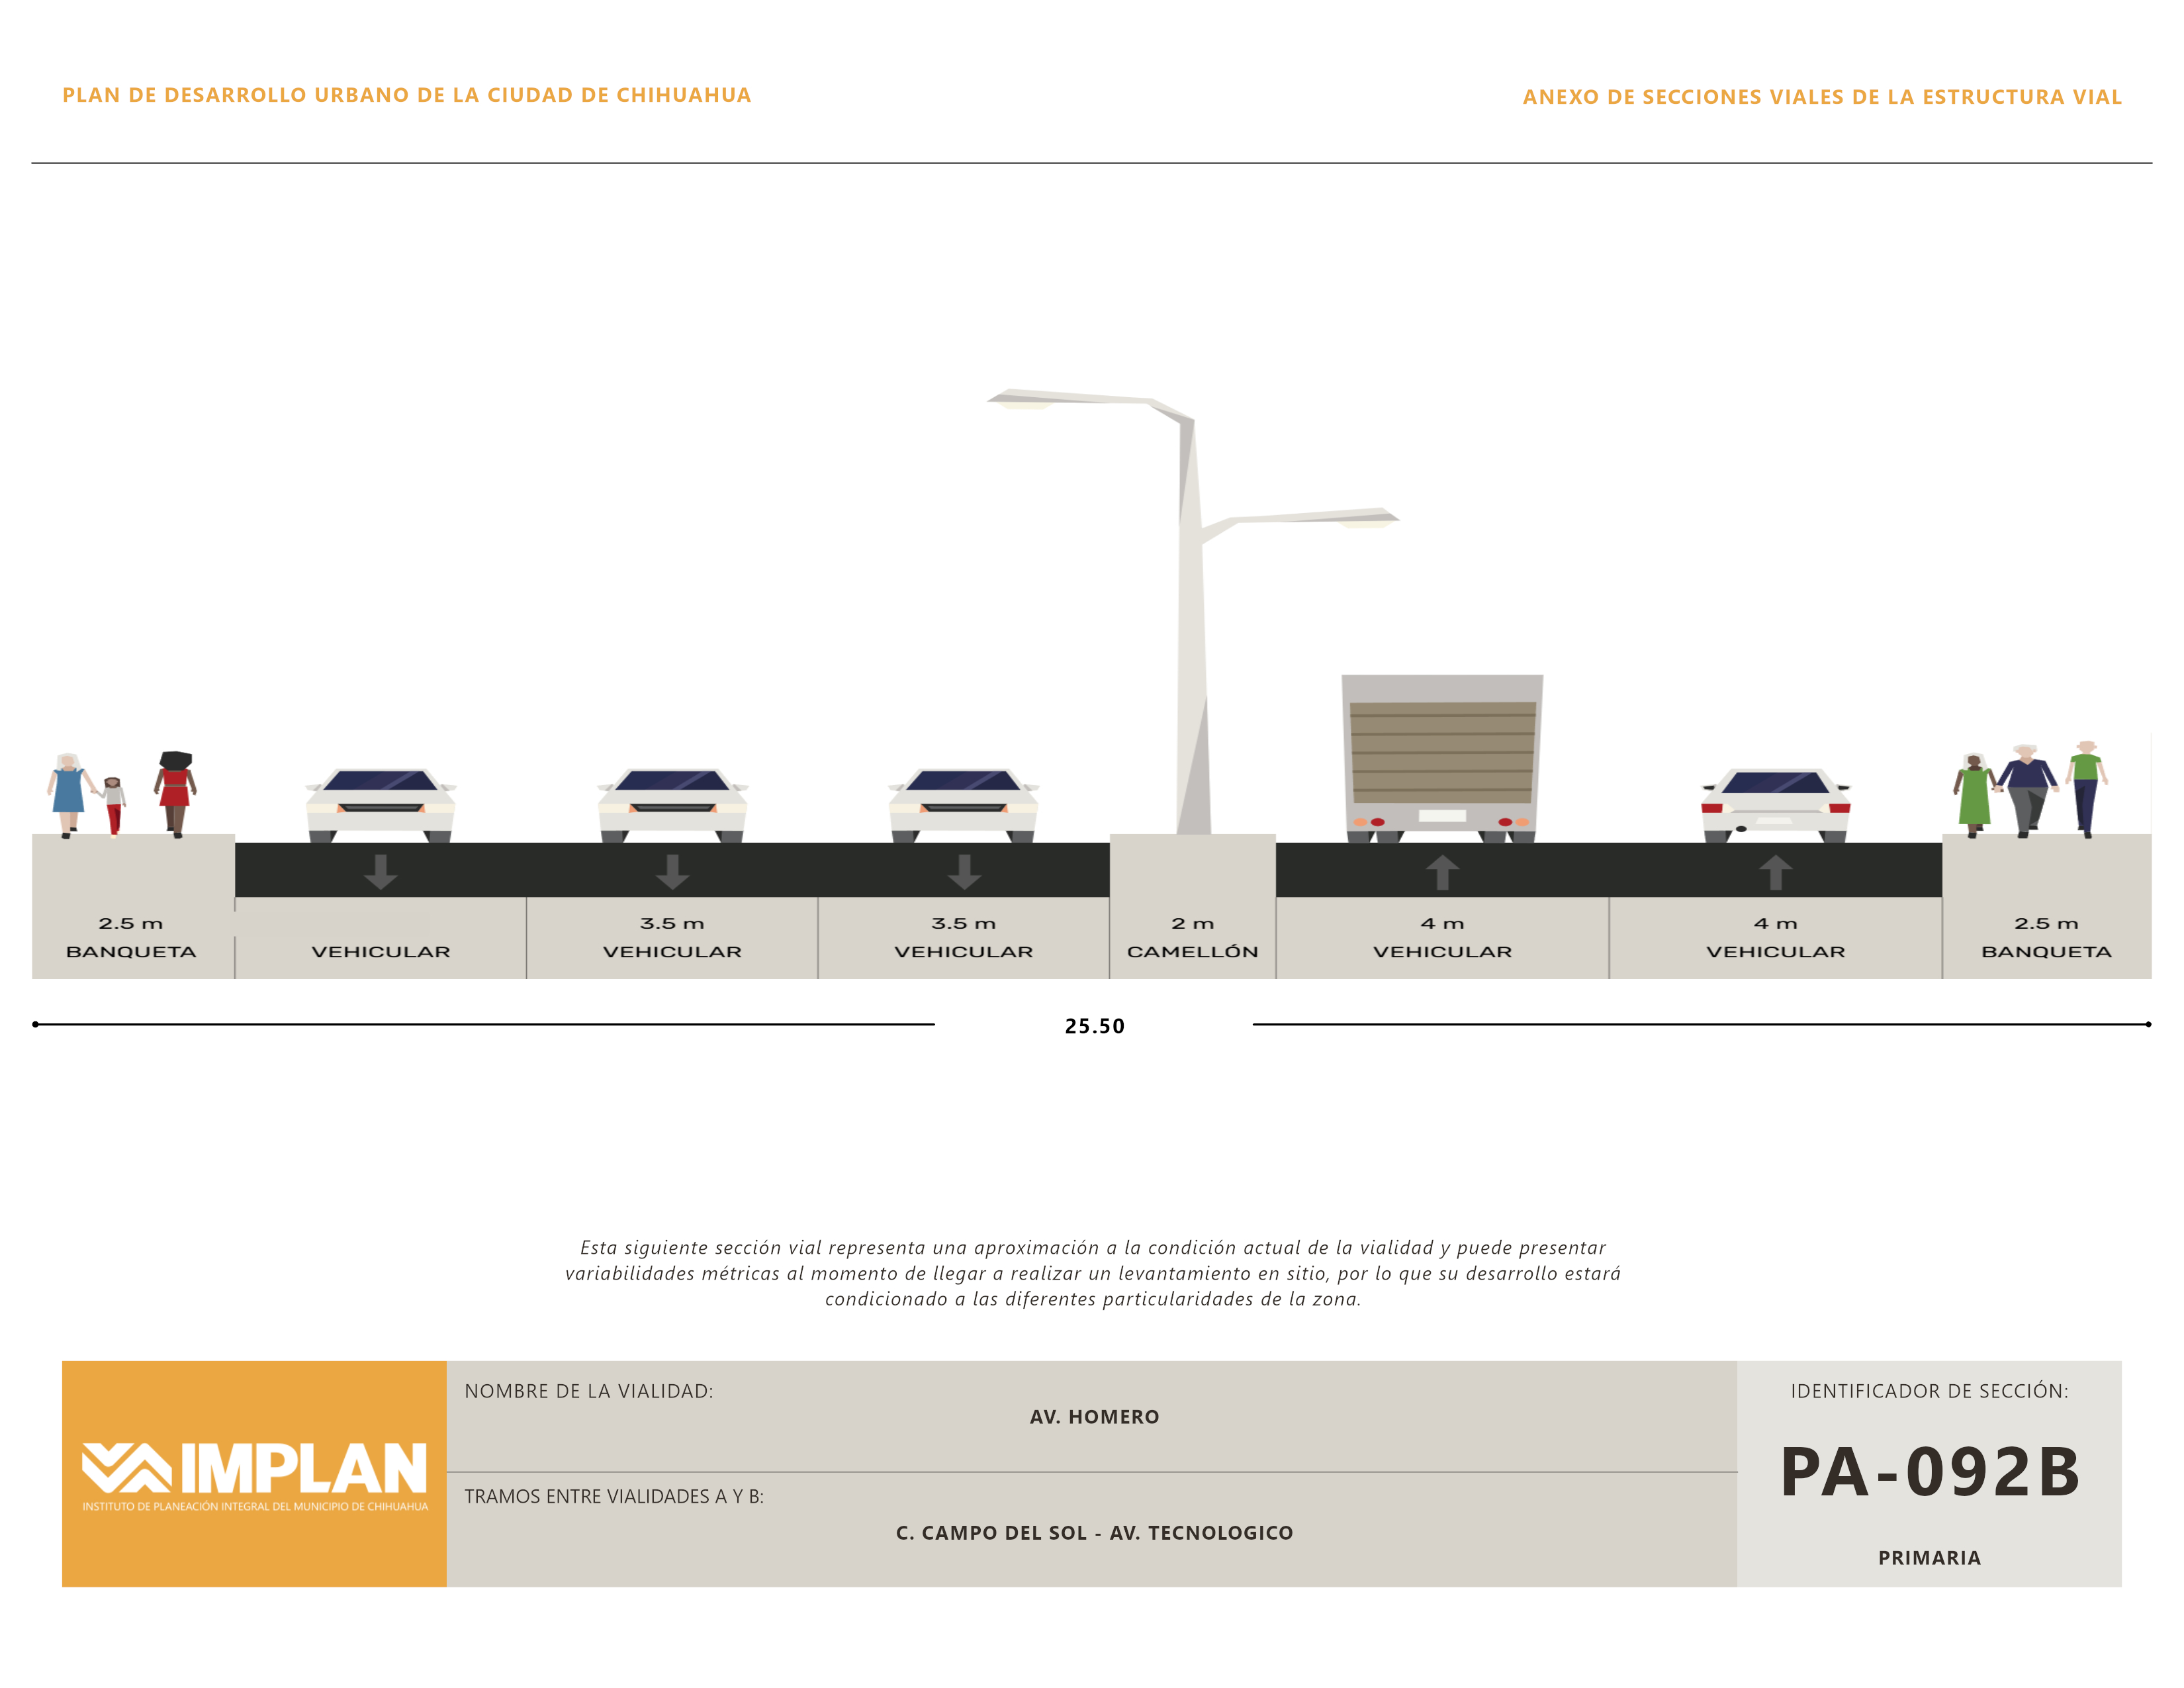 PLAN DE DESARROLLO URBANO DE LA CIUDAD DE CHIHUAHUA
ANEXO DE SECCIONES VIALES DE LA ESTRUCTURA VIAL
2.5 m
BANQUETA
VEHICULAR
3.5 m
VEHICULAR
3.5 m
VEHICULAR
2 m
CAMELLÓN
4 m
VEHICULAR
4 m
VEHICULAR
2.5 m
BANQUETA
25.50
Esta siguiente sección vial representa una aproximación a la condición actual de la vialidad y puede presentar
variabilidades métricas al momento de llegar a realizar un levantamiento en sitio, por lo que su desarrollo estará
condicionado a las diferentes particularidades de la zona.
IMPLAN
INSTITUTO DE PLANEACIÓN INTEGRAL DEL MUNICIPIO DE CHIHUAHUA
NOMBRE DE LA VIALIDAD:
AV. HOMERO
TRAMOS ENTRE VIALIDADES A Y B:
C. CAMPO DEL SOL - AV. TECNOLOGICO
IDENTIFICADOR DE SECCIÓN:
PA-092B
PRIMARIA